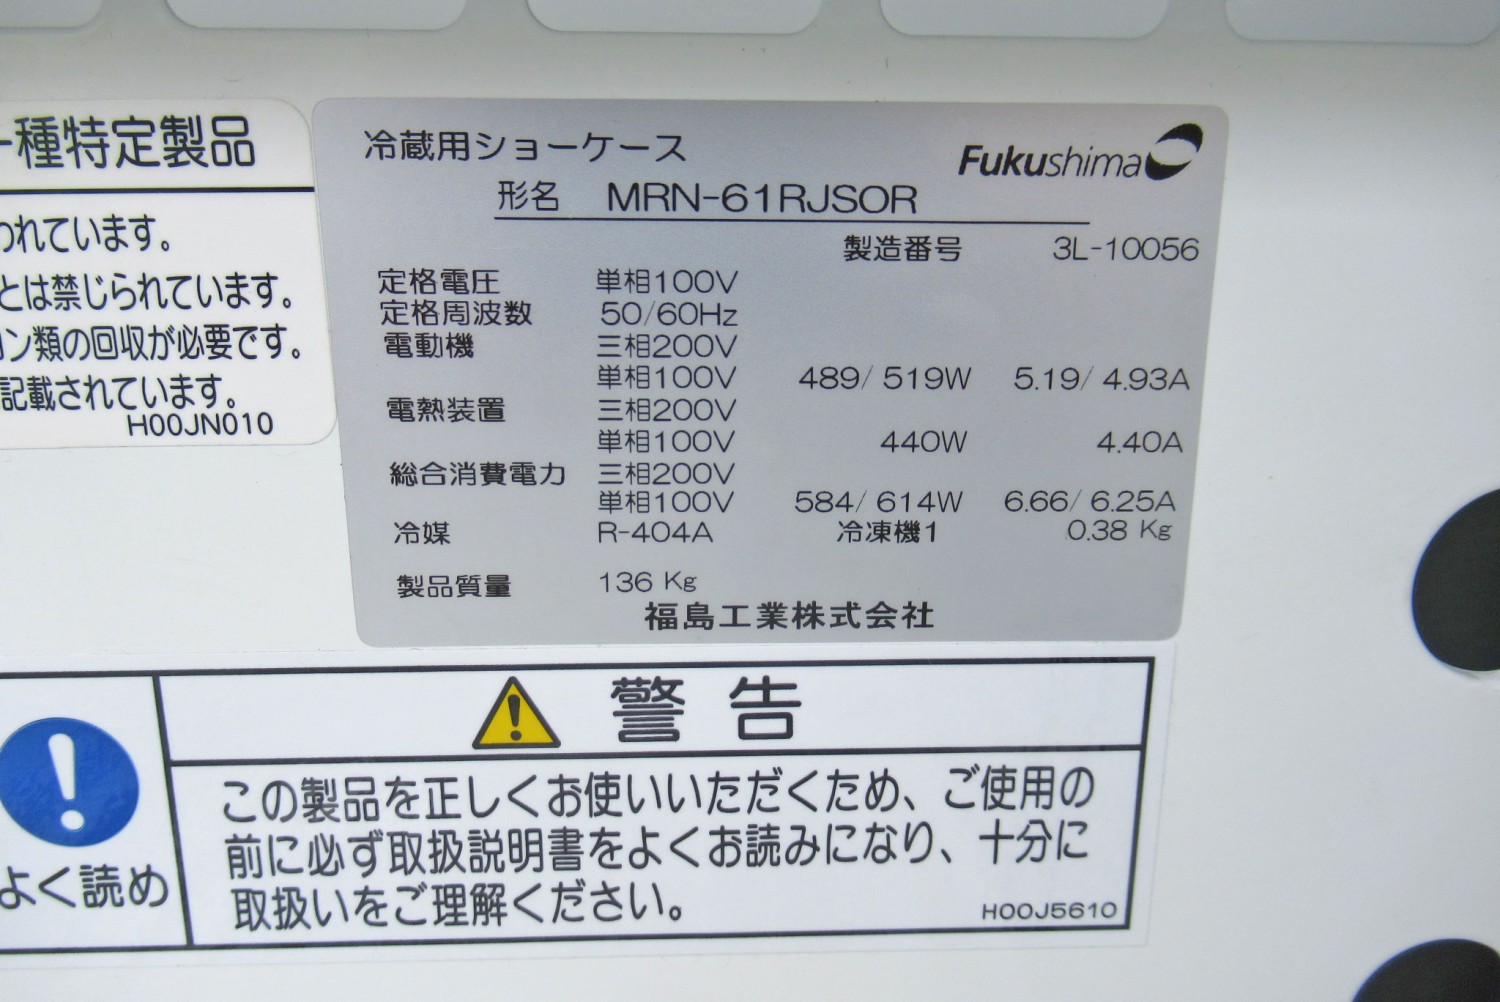 一種特定製品
われています。
とは禁じられています。
ン類の回収が必要です。
記載されています。
H00JN010
冷蔵用ショーケース
Fukushima
形名 MRN-61RJSOR
製造番号 3L-10056
定格電圧 単相100V
定格周波数 50/60Hz
電動機 三相200V
単相100V 489/ 519W 5.19/ 4.93A
電熱装置 三相200V
単相100V 440W 4.40A
総合消費電力 三相200V
単相100V 584/ 614W 6.66/ 6.25A
冷媒 R-404A 冷凍機1 0.38 Kg
製品質量 136 Kg
福島工業株式会社
警告
よく読め
この製品を正しくお使いいただくため、ご使用の
前に必ず取扱説明書をよくお読みになり、十分に
取扱いをご理解ください。
H00J5610